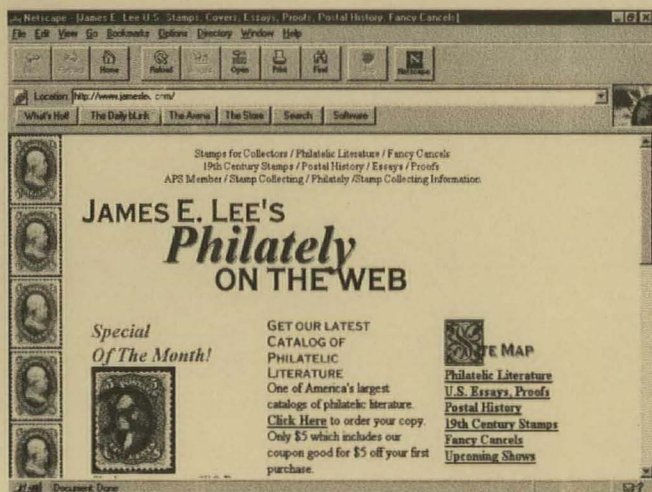 Netscape - [James E. Lee U.S. Stamps, Covers, Essays, Proofs, Postal History, Fancy Cancels]
File Edit View Go Bookmarks Options Directory Window Help
Home Reload Open Print Find Netscape
Location: http://www.jameslee.com/
What's Hot! The Daily bLink The Arena The Store Search Software
Stamps for Collectors / Philatelic Literature / Fancy Cancels
19th Century Stamps / Postal History / Essays / Proofs
APS Member / Stamp Collecting / Philately /Stamp Collecting Information
JAMES E. LEE'S
Philately
ON THE WEB
Special
Of The Month!
GET OUR LATEST
CATALOG OF
PHILATELIC
LITERATURE
One of America's largest
catalogs of philatelic literature.
Click Here to order your copy.
Only $5 which includes our
coupon good for $5 off your first
purchase.
SITE MAP
Philatelic Literature
U.S. Essays, Proofs
Postal History
19th Century Stamps
Fancy Cancels
Upcoming Shows
Document: Done